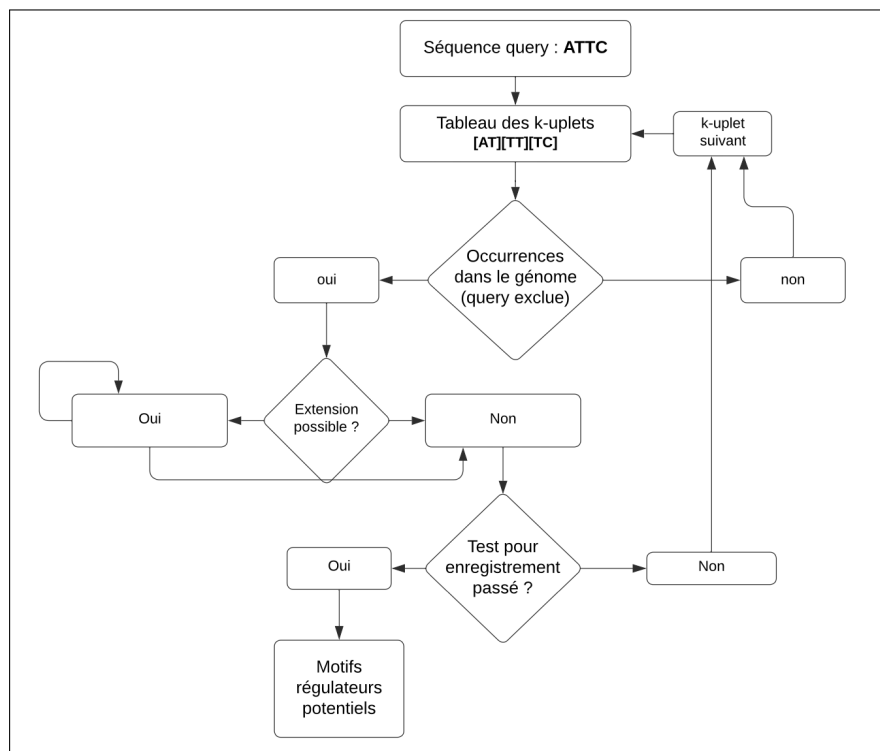 Séquence query : ATTC
Tableau des k-uplets
[AT][TT][TC]
k-uplet
suivant
Occurrences
dans le génome
(query exclue)
oui
non
Extension
possible ?
Oui
Non
Test pour
enregistrement
passé ?
Oui
Non
Motifs
régulateurs
potentiels